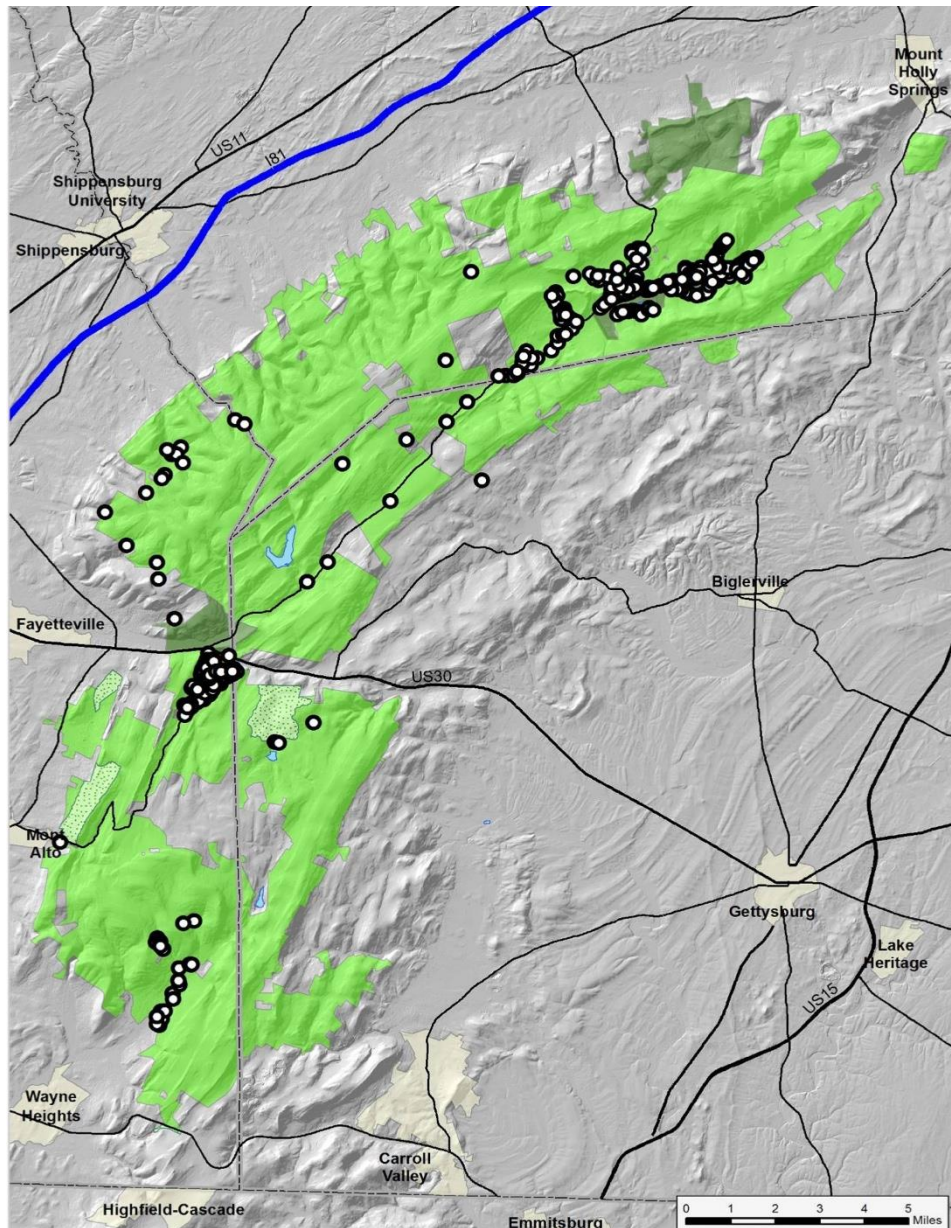 Mount
Holly
Springs
US11
I81
Shippensburg
University
Shippensburg
Biglerville
Fayetteville
US30
Mont
Alto
Gettysburg
Lake
Heritage
US15
Wayne
Heights
Carroll
Valley
Highfield-Cascade
Emmitsburg
0 1 2 3 4 5
Miles